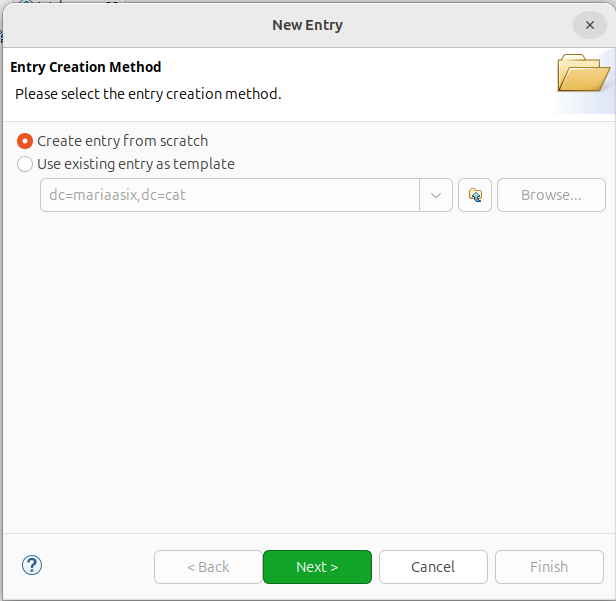 New Entry
Entry Creation Method
Please select the entry creation method.
Create entry from scratch
Use existing entry as template
dc=mariaasix,dc=cat
Browse...
?
< Back
Next >
Cancel
Finish